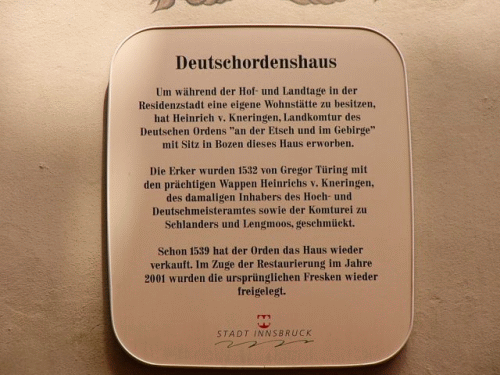 Deutschordenshaus
Um während der Hof- und Landtage in der
Residenzstadt eine eigene Wohnstätte zu besitzen,
hat Heinrich v. Kneringen, Landkomtur des
Deutschen Ordens "an der Etsch und im Gebirge"
mit Sitz in Bozen dieses Haus erworben.
Die Erker wurden 1532 von Gregor Türing mit
den prächtigen Wappen Heinrichs v. Kneringen,
des damaligen Inhabers des Hoch- und
Deutschmeisteramtes sowie der Komturei zu
Schlanders und Lengmoos, geschmückt.
Schon 1539 hat der Orden das Haus wieder
verkauft. Im Zuge der Restaurierung im Jahre
2001 wurden die ursprünglichen Fresken wieder
freigelegt.
STADT INNSBRUCK